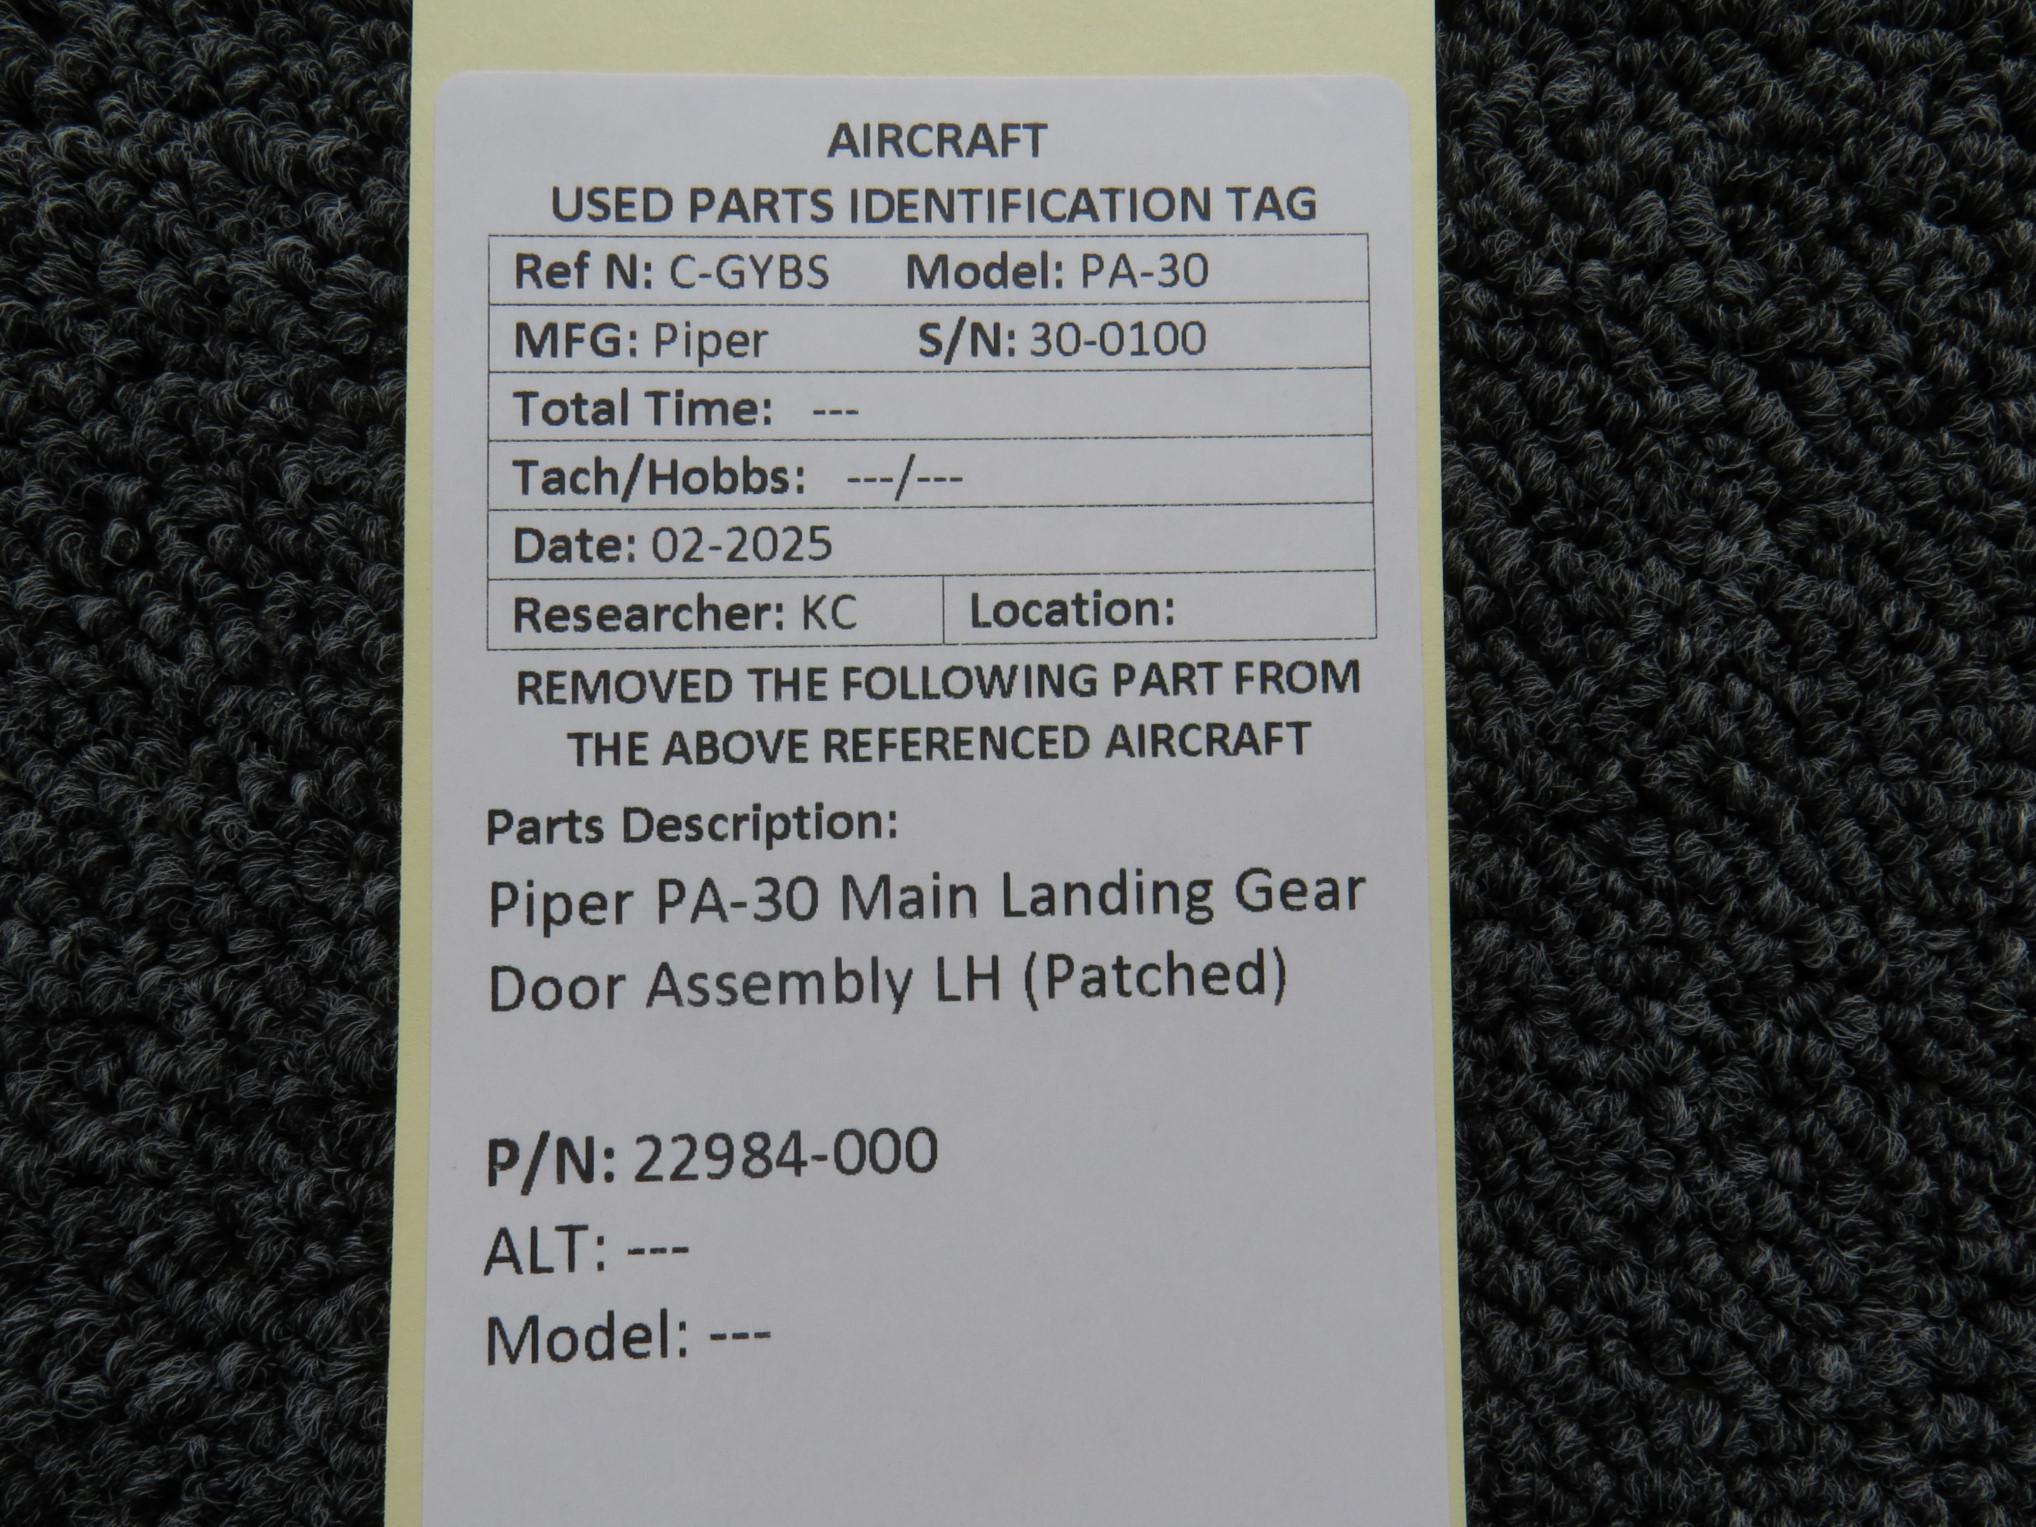 AIRCRAFT
USED PARTS IDENTIFICATION TAG
Ref N: C-GYBS Model: PA-30
MFG: Piper S/N: 30-0100
Total Time: ---
Tach/Hobbs: ---/---
Date: 02-2025
Researcher: KC Location:
REMOVED THE FOLLOWING PART FROM
THE ABOVE REFERENCED AIRCRAFT
Parts Description:
Piper PA-30 Main Landing Gear
Door Assembly LH (Patched)
P/N: 22984-000
ALT: ---
Model: ---